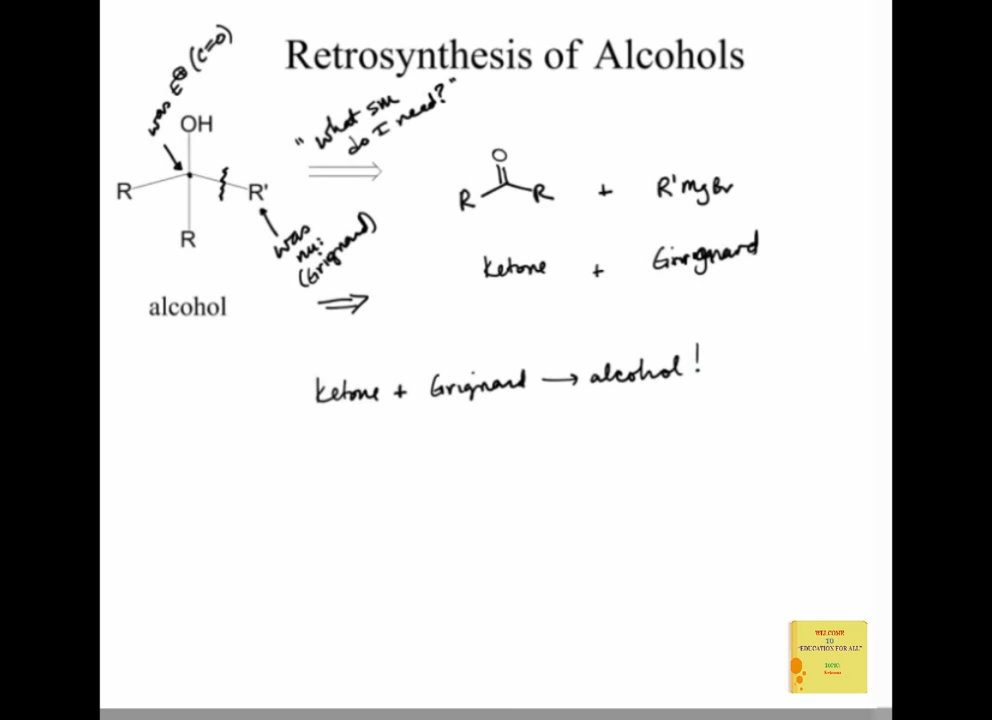 Retrosynthesis of Alcohols
was E⊕ (C=O)
OH
R
R'
R
was
nu:
(Grignard)
alcohol
"what sm
do I need?"
⇒
O
R R + R'MgBr
ketone + Grignard
⇒
ketone + Grignard → alcohol!
WELCOME
TO
"EDUCATION FOR ALL"